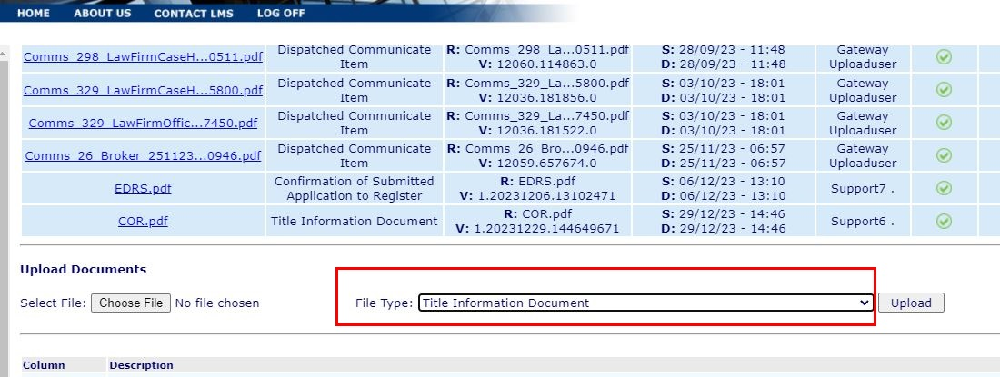 HOME ABOUT US CONTACT LMS LOG OFF
Comms_298_LawFirmCaseH...0511.pdf Dispatched Communicate Item R: Comms_298_La...0511.pdf V: 12060.114863.0 S: 28/09/23 - 11:48 D: 28/09/23 - 11:48 Gateway Uploaduser
Comms_329_LawFirmCaseH...5800.pdf Dispatched Communicate Item R: Comms_329_La...5800.pdf V: 12036.181856.0 S: 03/10/23 - 18:01 D: 03/10/23 - 18:01 Gateway Uploaduser
Comms_329_LawFirmOffic...7450.pdf Dispatched Communicate Item R: Comms_329_La...7450.pdf V: 12036.181522.0 S: 03/10/23 - 18:01 D: 03/10/23 - 18:01 Gateway Uploaduser
Comms_26_Broker_251123...0946.pdf Dispatched Communicate Item R: Comms_26_Bro...0946.pdf V: 12059.657674.0 S: 25/11/23 - 06:57 D: 25/11/23 - 06:57 Gateway Uploaduser
EDRS.pdf Confirmation of Submitted Application to Register R: EDRS.pdf V: 1.20231206.13102471 S: 06/12/23 - 13:10 D: 06/12/23 - 13:10 Support7 .
COR.pdf Title Information Document R: COR.pdf V: 1.20231229.144649671 S: 29/12/23 - 14:46 D: 29/12/23 - 14:46 Support6 .
Upload Documents
Select File: Choose File No file chosen File Type: Title Information Document Upload
Column Description